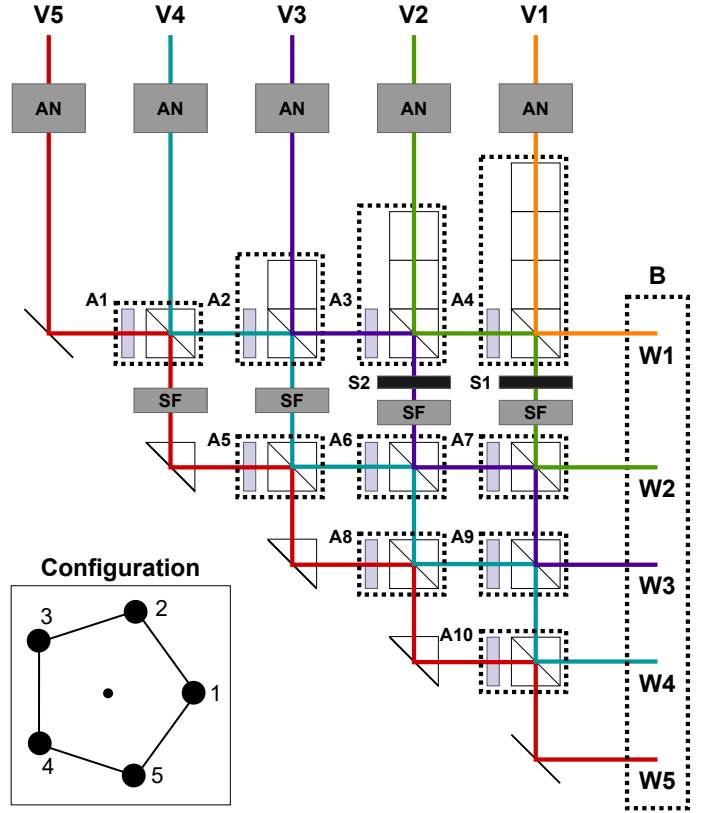 V5 V4 V3 V2 V1
AN AN AN AN AN
B
A1 A2 A3 A4
W1
S2 S1
SF SF SF SF
A5 A6 A7
W2
A8 A9
W3
Configuration
2
3
A10
W4
1
4
5
W5